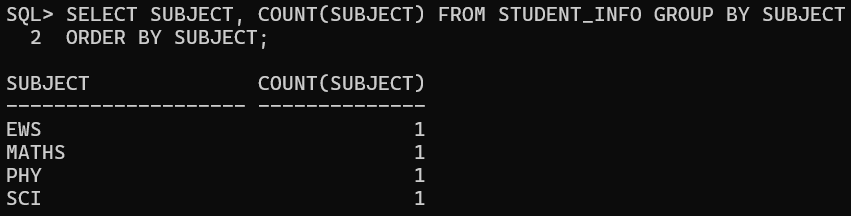 SQL> SELECT SUBJECT, COUNT(SUBJECT) FROM STUDENT_INFO GROUP BY SUBJECT
  2  ORDER BY SUBJECT;

SUBJECT              COUNT(SUBJECT)
-------------------- --------------
EWS                               1
MATHS                             1
PHY                               1
SCI                               1